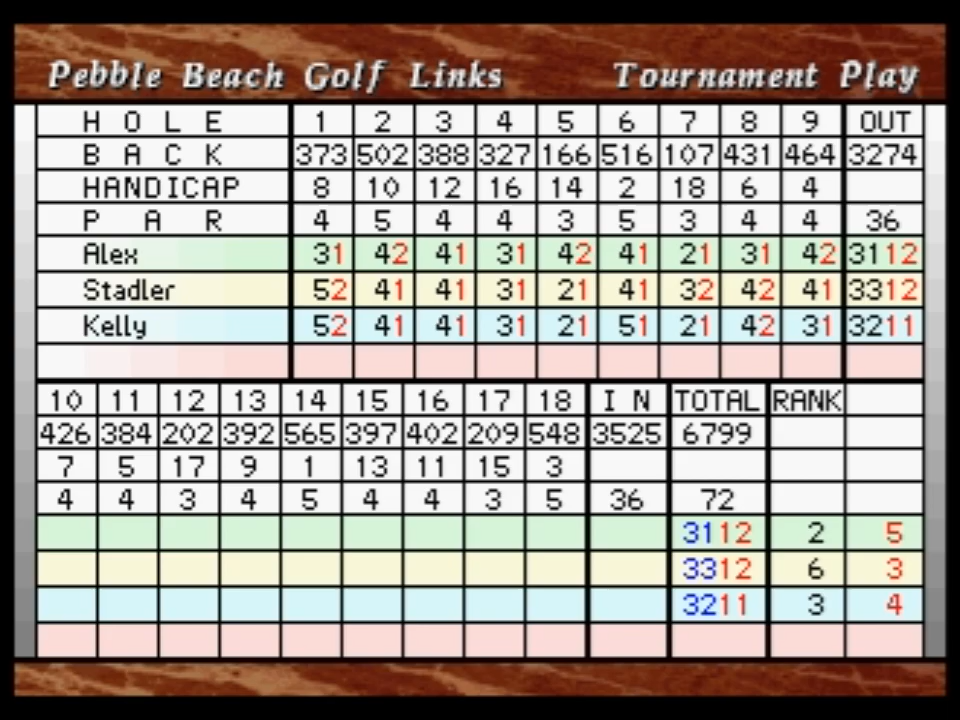 Pebble Beach Golf Links Tournament Play
HOLE 1 2 3 4 5 6 7 8 9 OUT
BACK 373 502 388 327 166 516 107 431 464 3274
HANDICAP 8 10 12 16 14 2 18 6 4
PAR 4 5 4 4 3 5 3 4 4 36
Alex 31 42 41 31 42 41 21 31 42 3112
Stadler 52 41 41 31 21 41 32 42 41 3312
Kelly 52 41 41 31 21 51 21 42 31 3211
10 11 12 13 14 15 16 17 18 IN TOTAL RANK
426 384 202 392 565 397 402 209 548 3525 6799
7 5 17 9 1 13 11 15 3
4 4 3 4 5 4 4 3 5 36 72
3112 2 5
3312 6 3
3211 3 4